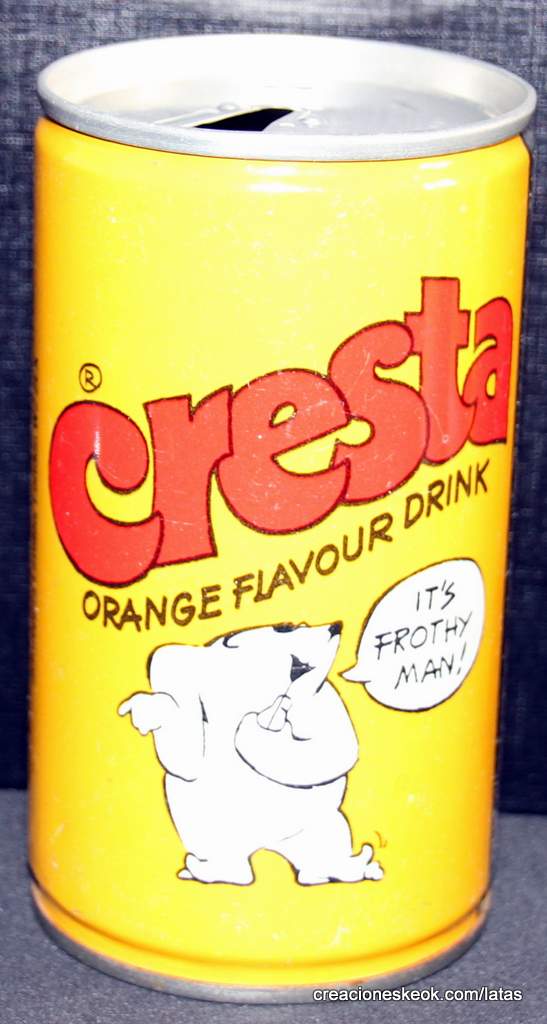 ®
cresta
ORANGE FLAVOUR DRINK
IT'S
FROTHY
MAN!
creacioneskeok.com/latas